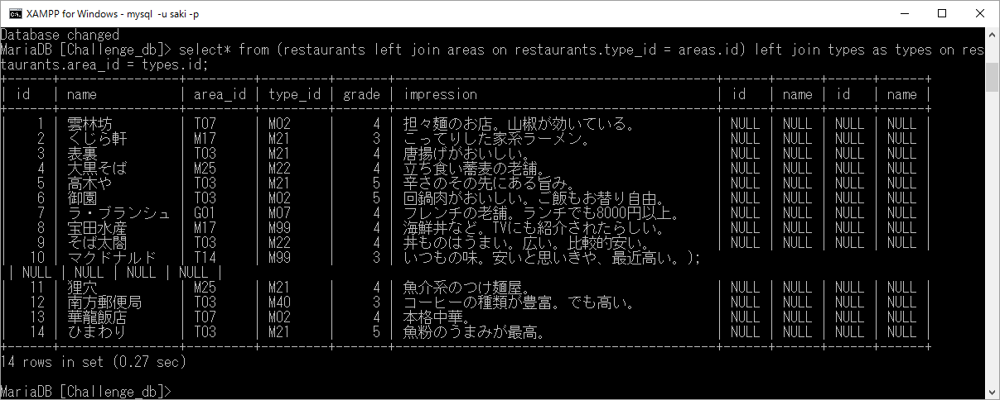 XAMPP for Windows - mysql -u saki -p
Database changed
MariaDB [Challenge_db]> select* from (restaurants left join areas on restaurants.type_id = areas.id) left join types as types on res
taurants.area_id = types.id;
+------+---------------+---------+---------+-------+------------------------------------------+------+------+------+------+
| id | name | area_id | type_id | grade | impression | id | name | id | name |
+------+---------------+---------+---------+-------+------------------------------------------+------+------+------+------+
| 1 | 雲林坊 | T07 | M02 | 4 | 担々麺のお店。山椒が効いている。 | NULL | NULL | NULL | NULL |
| 2 | くじら軒 | M17 | M21 | 3 | こってりした家系ラーメン。 | NULL | NULL | NULL | NULL |
| 3 | 表裏 | T03 | M21 | 4 | 唐揚げがおいしい。 | NULL | NULL | NULL | NULL |
| 4 | 大黒そば | M25 | M22 | 4 | 立ち食い蕎麦の老舗。 | NULL | NULL | NULL | NULL |
| 5 | 高木や | T03 | M21 | 5 | 辛さのその先にある旨み。 | NULL | NULL | NULL | NULL |
| 6 | 御園 | T03 | M02 | 5 | 回鍋肉がおいしい。ご飯もお替り自由。 | NULL | NULL | NULL | NULL |
| 7 | ラ・ブランシュ | G01 | M07 | 4 | フレンチの老舗。ランチでも8000円以上。 | NULL | NULL | NULL | NULL |
| 8 | 宝田水産 | M17 | M99 | 4 | 海鮮丼など。TVにも紹介されたらしい。 | NULL | NULL | NULL | NULL |
| 9 | そば太閤 | T03 | M22 | 4 | 丼ものはうまい。広い。比較的安い。 | NULL | NULL | NULL | NULL |
| 10 | マクドナルド | T14 | M99 | 3 | いつもの味。安いと思いきや、最近高い。);
| NULL | NULL | NULL | NULL |
| 11 | 狸穴 | M25 | M21 | 4 | 魚介系のつけ麺屋。 | NULL | NULL | NULL | NULL |
| 12 | 南方郵便局 | T03 | M40 | 3 | コーヒーの種類が豊富。でも高い。 | NULL | NULL | NULL | NULL |
| 13 | 華龍飯店 | T07 | M02 | 4 | 本格中華。 | NULL | NULL | NULL | NULL |
| 14 | ひまわり | T03 | M21 | 5 | 魚粉のうまみが最高。 | NULL | NULL | NULL | NULL |
+------+---------------+---------+---------+-------+------------------------------------------+------+------+------+------+
14 rows in set (0.27 sec)
MariaDB [Challenge_db]>